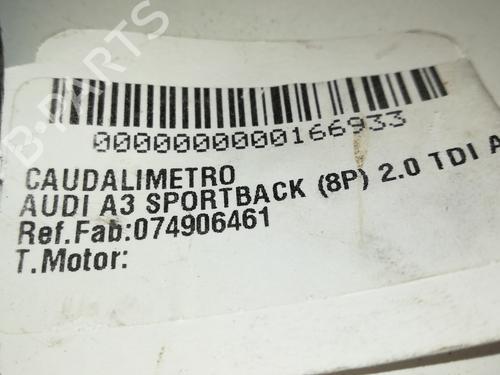 0000000000166933
CAUDALIMETRO
AUDI A3 SPORTBACK (8P) 2.0 TDI A
Ref.Fab:074906461
T.Motor:
B-PARTS